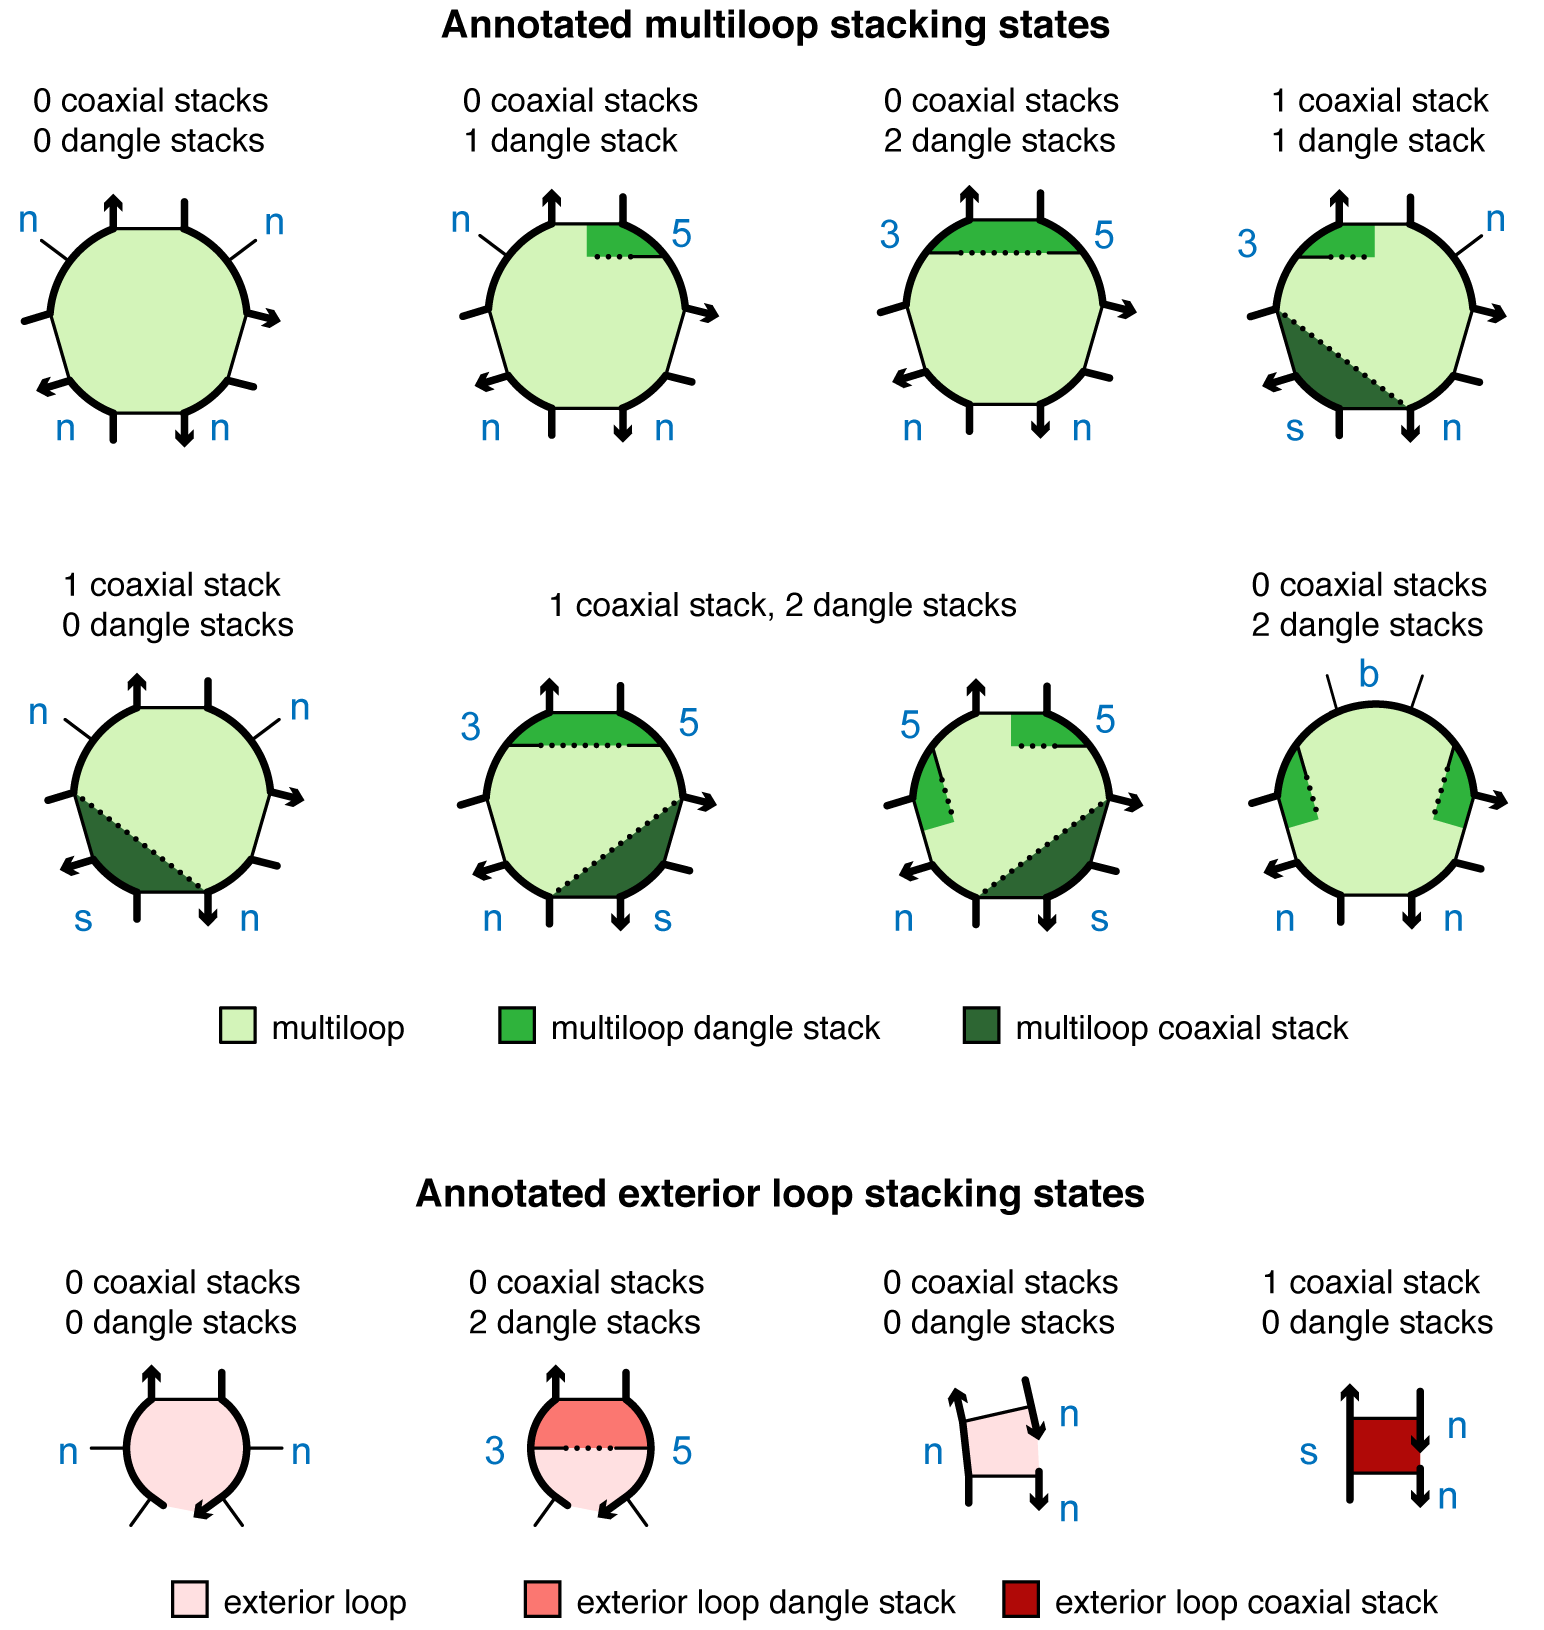 Annotated multiloop stacking states
0 coaxial stacks
0 dangle stacks
0 coaxial stacks
1 dangle stack
0 coaxial stacks
2 dangle stacks
1 coaxial stack
1 dangle stack
n n
n n
n 5
n n
3 5
n n
3 n
s n
1 coaxial stack
0 dangle stacks
1 coaxial stack, 2 dangle stacks
0 coaxial stacks
2 dangle stacks
n n
s n
3 5
n s
5 5
n s
b
n n
multiloop
multiloop dangle stack
multiloop coaxial stack
Annotated exterior loop stacking states
0 coaxial stacks
0 dangle stacks
0 coaxial stacks
2 dangle stacks
0 coaxial stacks
0 dangle stacks
1 coaxial stack
0 dangle stacks
n n
3 5
n
n
n
s
n
n
exterior loop
exterior loop dangle stack
exterior loop coaxial stack